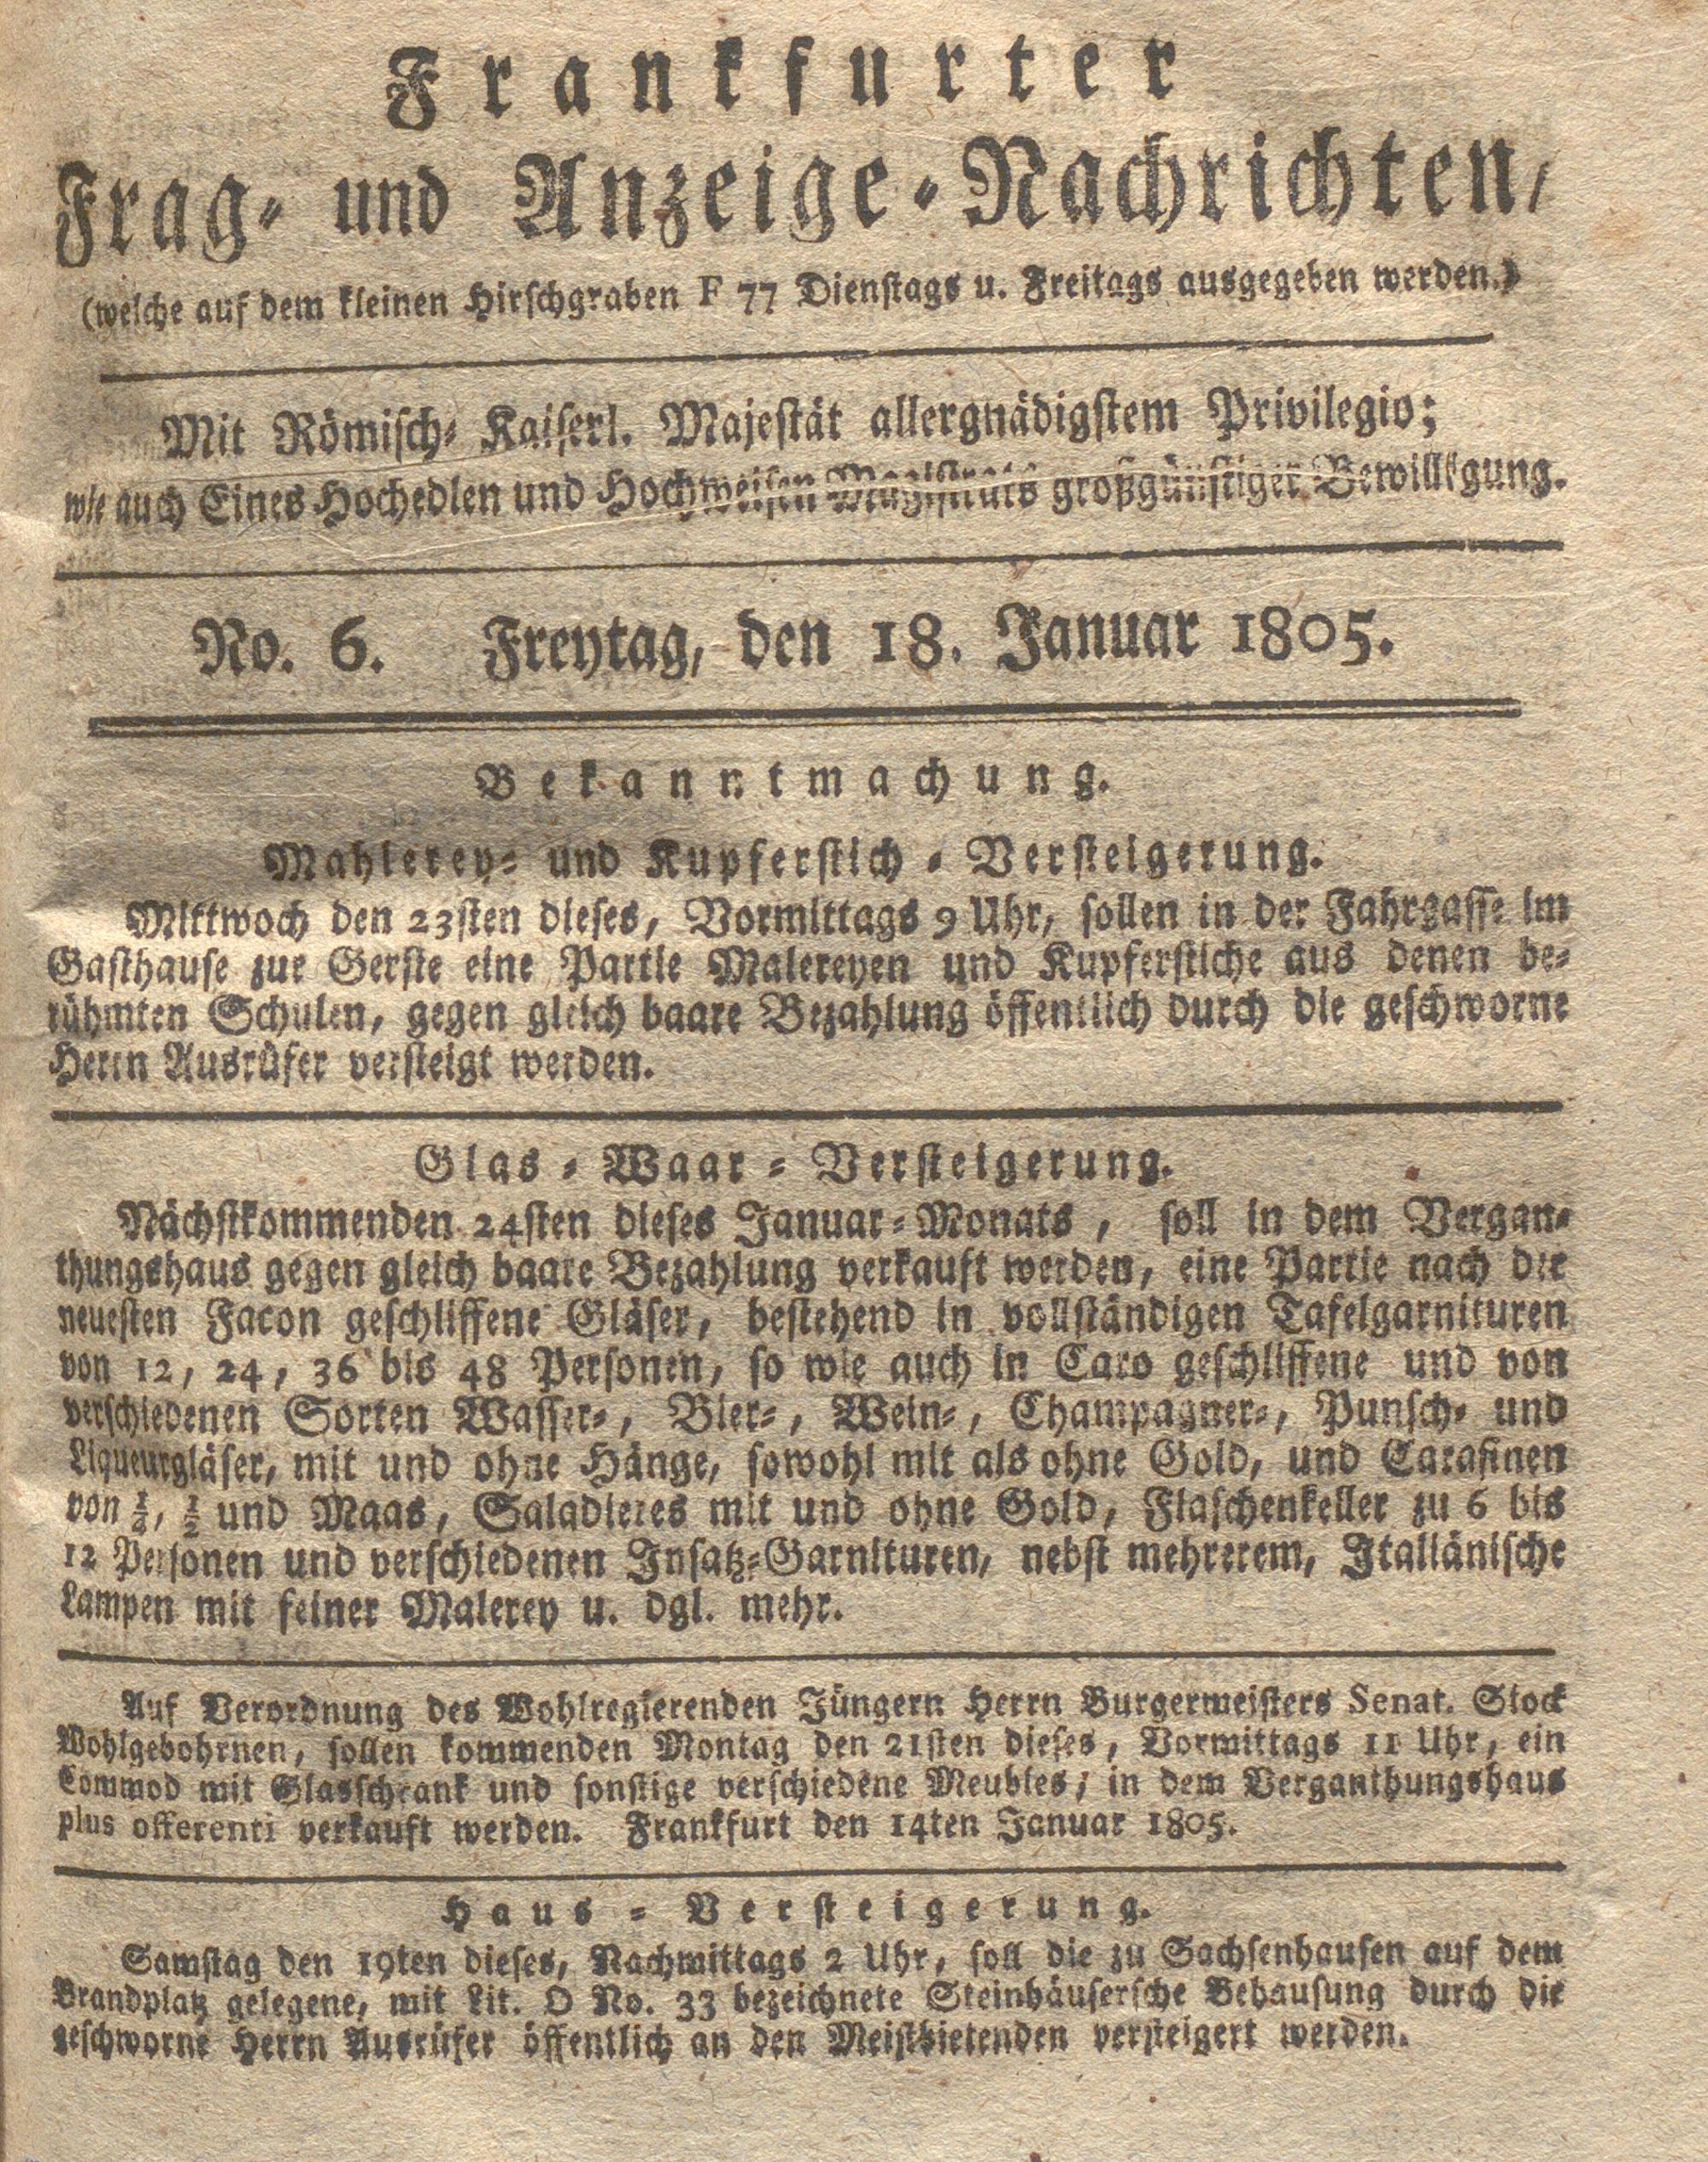 Frankfurter
Frag- und Anzeige-Nachrichten,
(welche auf dem kleinen Hirschgraben F 77 Dienstags u. Freitags ausgegeben werden.)
Mit Römisch- Kaiserl. Majestät allergnädigstem Privilegio;
wie auch Eines Hochedlen und Hochweisen Magistrats großgünstiger Bewilligung.
No. 6. Freytag, den 18. Januar 1805.
Bekanntmachung.
Mahlerey- und Kupferstich-Versteigerung.
Mittwoch den 23sten dieses, Vormittags 9 Uhr, sollen in der Fahrgasse im
Gasthause zur Gerste eine Partie Malereyen und Kupferstiche aus denen be-
rühmten Schulen, gegen gleich baare Bezahlung öffentlich durch die geschworne
Herrn Ausrüfer versteigt werden.
Glas-Waar-Versteigerung.
Nächstkommenden 24sten dieses Januar-Monats, soll in dem Vergan-
thungshaus gegen gleich baare Bezahlung verkauft werden, eine Partie nach der
neuesten Facon geschliffene Gläser, bestehend in vollständigen Tafelgarnituren
von 12, 24, 36 bis 48 Personen, so wie auch in Caro geschliffene und von
verschiedenen Sorten Wasser-, Bier-, Wein-, Champagner-, Punsch- und
Liqueurgläser, mit und ohne Hänge, sowohl mit als ohne Gold, und Carafinen
von ¼, ½ und Maas, Saladieres mit und ohne Gold, Flaschenkeller zu 6 bis
12 Personen und verschiedenen Insatz-Garnituren, nebst mehrerem, Italiänische
Lampen mit feiner Malerey u. dgl. mehr.
Auf Verordnung des Wohlregierenden Jüngern Herrn Burgermeisters Senat. Stock
Wohlgebohrnen, sollen kommenden Montag den 21sten dieses, Vormittags 11 Uhr, ein
Commod mit Glasschrank und sonstige verschiedene Meubles, in dem Verganthungshaus
plus offerenti verkauft werden. Frankfurt den 14ten Januar 1805.
Haus-Versteigerung.
Samstag den 19ten dieses, Nachmittags 2 Uhr, soll die zu Sachsenhausen auf dem
Brandplatz gelegene, mit Lit. O No. 33 bezeichnete Steinhäusersche Behausung durch die
geschworne Herrn Ausrüfer öffentlich an den Meistbietenden versteigert werden.